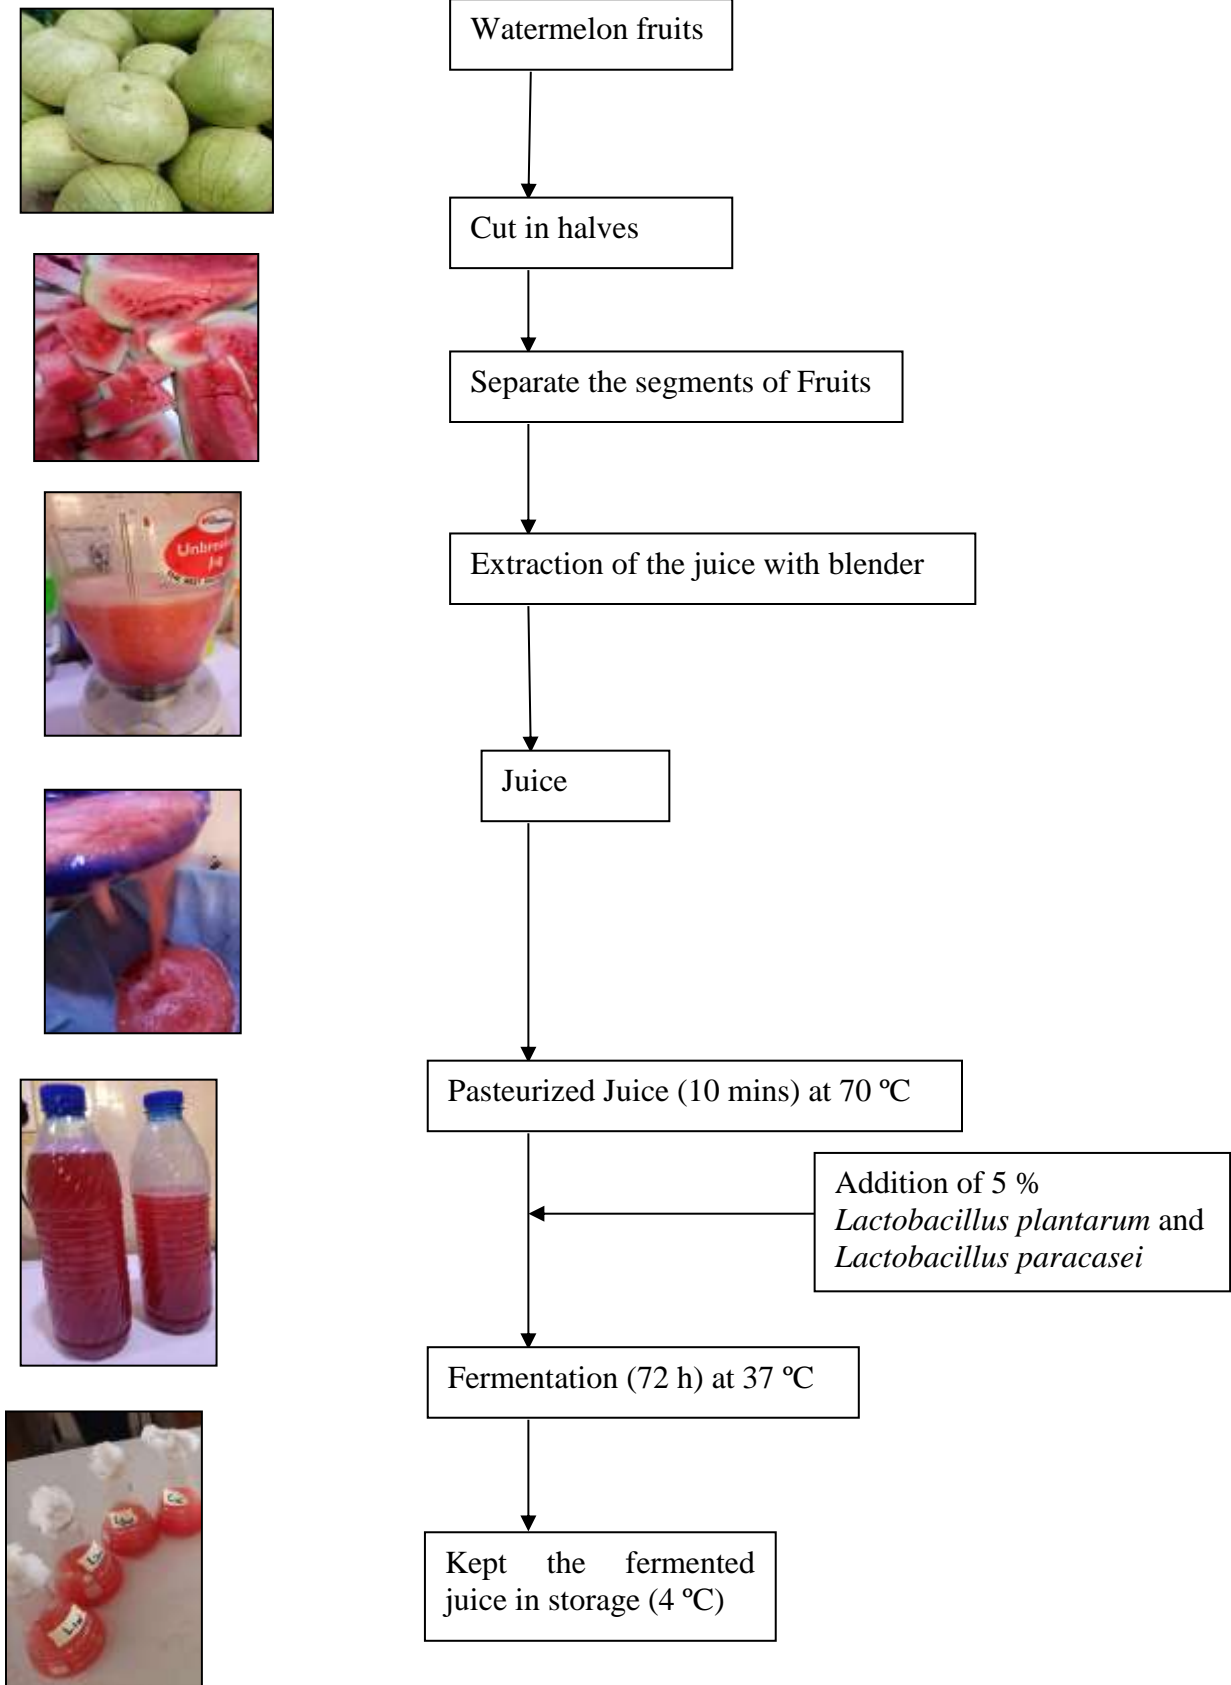 Watermelon fruits
Cut in halves
Separate the segments of Fruits
Extraction of the juice with blender
Juice
Pasteurized Juice (10 mins) at 70 ºC
Addition of 5 %
Lactobacillus plantarum and
Lactobacillus paracasei
Fermentation (72 h) at 37 ºC
Kept the fermented
juice in storage (4 ºC)